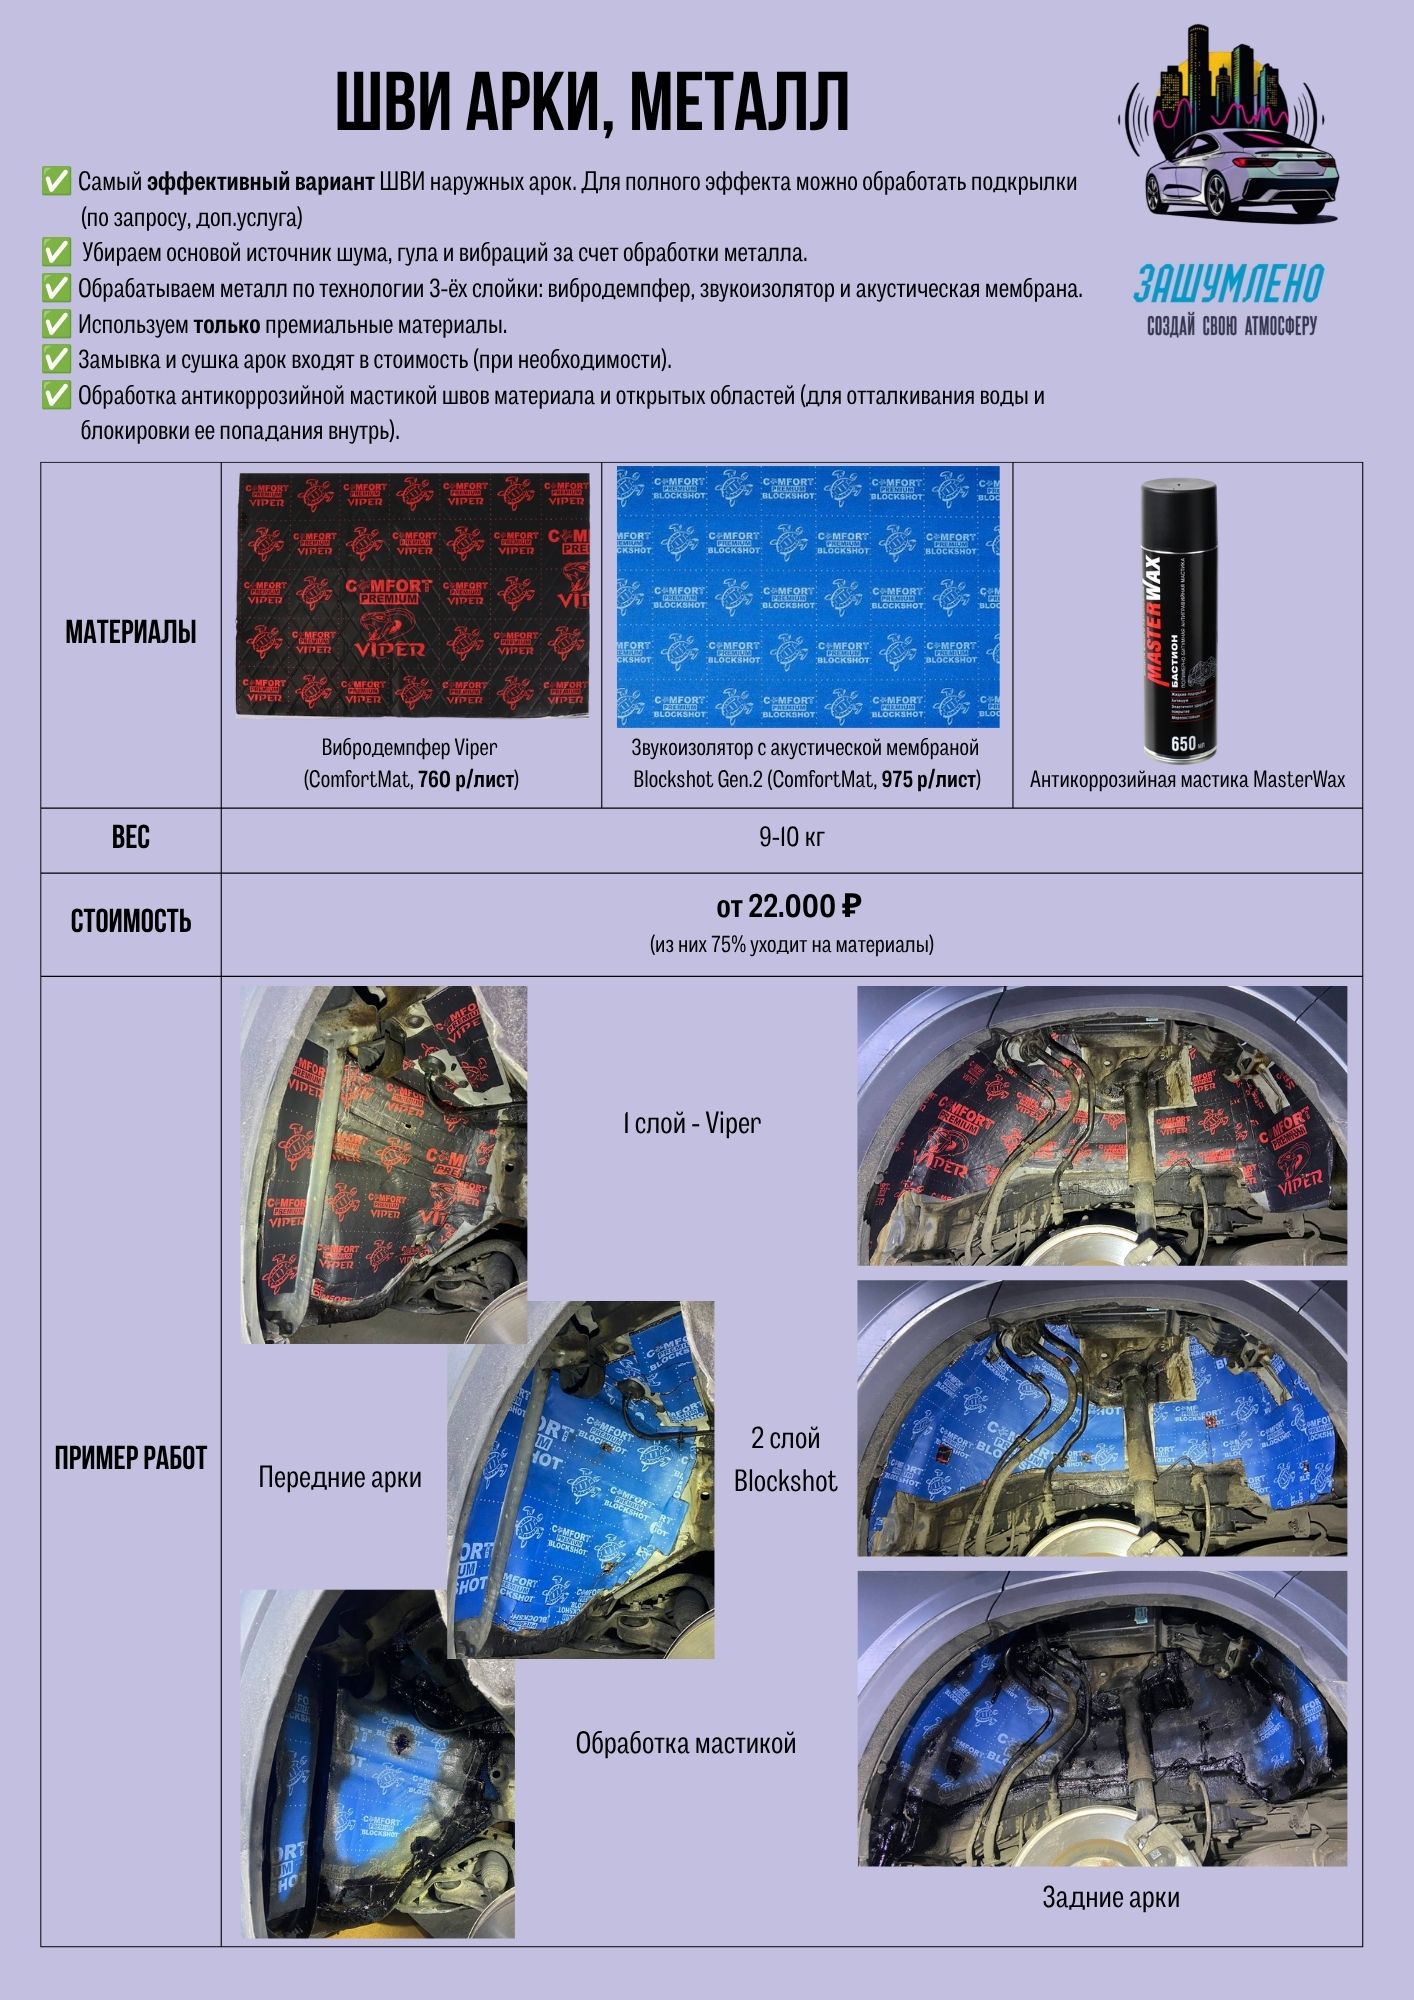 ШВИ АРКИ, МЕТАЛЛ
✅ Самый эффективный вариант ШВИ наружных арок. Для полного эффекта можно обработать подкрылки
(по запросу, доп.услуга)
✅ Убираем основой источник шума, гула и вибраций за счет обработки металла.
✅ Обрабатываем металл по технологии 3-ёх слойки: вибродемпфер, звукоизолятор и акустическая мембрана.
✅ Используем только премиальные материалы.
✅ Замывка и сушка арок входят в стоимость (при необходимости).
✅ Обработка антикоррозийной мастикой швов материала и открытых областей (для отталкивания воды и
блокировки ее попадания внутрь).
ЗАШУМЛЕНО
СОЗДАЙ СВОЮ АТМОСФЕРУ
МАТЕРИАЛЫ
COMFORT
PREMIUM
VIPER
Вибродемпфер Viper
(ComfortMat, 760 р/лист)
COMFORT
PREMIUM
BLOCKSHOT
Звукоизолятор с акустической мембраной
Blockshot Gen.2 (ComfortMat, 975 р/лист)
MASTERWAX
БАСТИОН
650 мл
Антикоррозийная мастика MasterWax
ВЕС
9-10 кг
СТОИМОСТЬ
от 22.000 ₽
(из них 75% уходит на материалы)
ПРИМЕР РАБОТ
1 слой - Viper
Передние арки
2 слой
Blockshot
Обработка мастикой
Задние арки